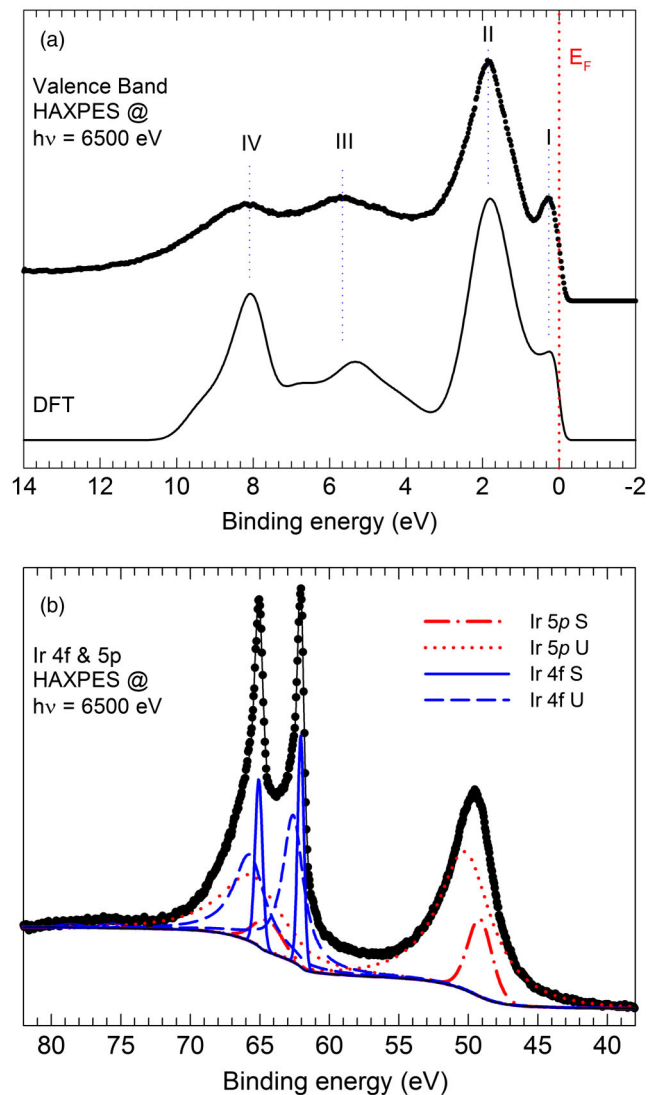 (a)
II
E_F
Valence Band
HAXPES @
hν = 6500 eV
I
IV
III
DFT
14 12 10 8 6 4 2 0 -2
Binding energy (eV)
(b)
Ir 4f & 5p
HAXPES @
hν = 6500 eV
Ir 5p S
Ir 5p U
Ir 4f S
Ir 4f U
80 75 70 65 60 55 50 45 40
Binding energy (eV)